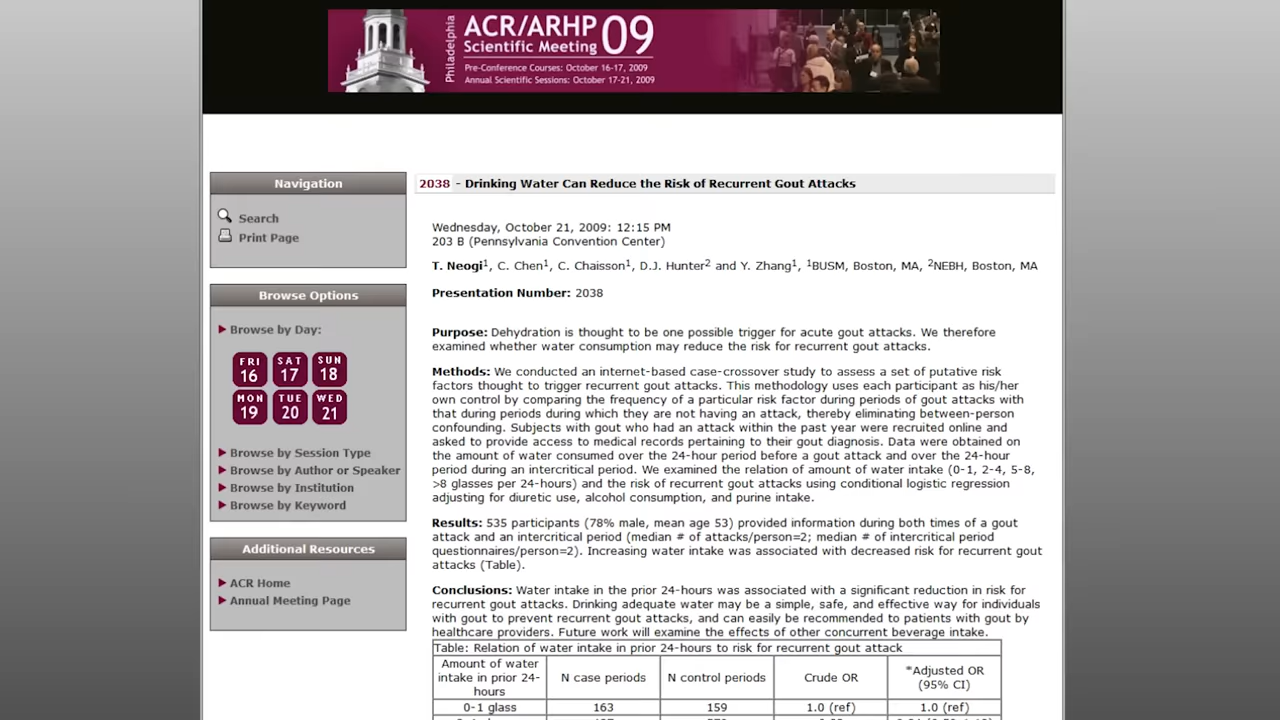 Philadelphia
ACR/ARHP
Scientific Meeting 09
Pre-Conference Courses: October 16-17, 2009
Annual Scientific Sessions: October 17-21, 2009
Navigation
Search
Print Page
Browse Options
Browse by Day:
FRI 16 SAT 17 SUN 18
MON 19 TUE 20 WED 21
Browse by Session Type
Browse by Author or Speaker
Browse by Institution
Browse by Keyword
Additional Resources
ACR Home
Annual Meeting Page
2038 - Drinking Water Can Reduce the Risk of Recurrent Gout Attacks
Wednesday, October 21, 2009: 12:15 PM
203 B (Pennsylvania Convention Center)
T. Neogi1, C. Chen1, C. Chaisson1, D.J. Hunter2 and Y. Zhang1, 1BUSM, Boston, MA, 2NEBH, Boston, MA
Presentation Number: 2038
Purpose: Dehydration is thought to be one possible trigger for acute gout attacks. We therefore
examined whether water consumption may reduce the risk for recurrent gout attacks.
Methods: We conducted an internet-based case-crossover study to assess a set of putative risk
factors thought to trigger recurrent gout attacks. This methodology uses each participant as his/her
own control by comparing the frequency of a particular risk factor during periods of gout attacks with
that during periods during which they are not having an attack, thereby eliminating between-person
confounding. Subjects with gout who had an attack within the past year were recruited online and
asked to provide access to medical records pertaining to their gout diagnosis. Data were obtained on
the amount of water consumed over the 24-hour period before a gout attack and over the 24-hour
period during an intercritical period. We examined the relation of amount of water intake (0-1, 2-4, 5-8,
>8 glasses per 24-hours) and the risk of recurrent gout attacks using conditional logistic regression
adjusting for diuretic use, alcohol consumption, and purine intake.
Results: 535 participants (78% male, mean age 53) provided information during both times of a gout
attack and an intercritical period (median # of attacks/person=2; median # of intercritical period
questionnaires/person=2). Increasing water intake was associated with decreased risk for recurrent gout
attacks (Table).
Conclusions: Water intake in the prior 24-hours was associated with a significant reduction in risk for
recurrent gout attacks. Drinking adequate water may be a simple, safe, and effective way for individuals
with gout to prevent recurrent gout attacks, and can easily be recommended to patients with gout by
healthcare providers. Future work will examine the effects of other concurrent beverage intake.
Table: Relation of water intake in prior 24-hours to risk for recurrent gout attack
Amount of water intake in prior 24-hours N case periods N control periods Crude OR *Adjusted OR (95% CI)
0-1 glass 163 159 1.0 (ref) 1.0 (ref)